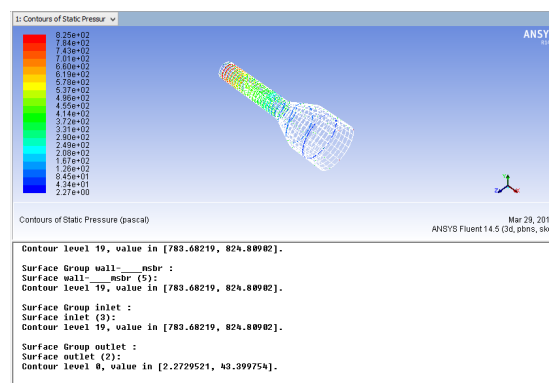 1: Contours of Static Pressur
ANSY
8.25e+02
7.84e+02
7.43e+02
7.01e+02
6.60e+02
6.19e+02
5.78e+02
5.37e+02
4.96e+02
4.55e+02
4.14e+02
3.72e+02
3.31e+02
2.90e+02
2.49e+02
2.08e+02
1.67e+02
1.26e+02
8.45e+01
4.34e+01
2.27e+00
Y
Z
X
Contours of Static Pressure (pascal)
Mar 29, 201
ANSYS Fluent 14.5 (3d, pbns, ske
Contour level 19, value in [783.68219, 824.80902].
Surface Group wall-____msbr :
Surface wall-____msbr (5):
Contour level 19, value in [783.68219, 824.80902].
Surface Group inlet :
Surface inlet (3):
Contour level 19, value in [783.68219, 824.80902].
Surface Group outlet :
Surface outlet (2):
Contour level 0, value in [2.2729521, 43.399754].